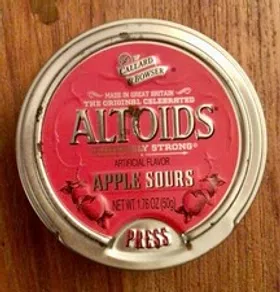 CALLARD
& BOWSER
MADE IN GREAT BRITAIN
THE ORIGINAL CELEBRATED
ALTOIDS®
STRONG®
ARTIFICIAL FLAVOR
APPLE SOURS
NET WT 1.76 OZ (50g)
PRESS